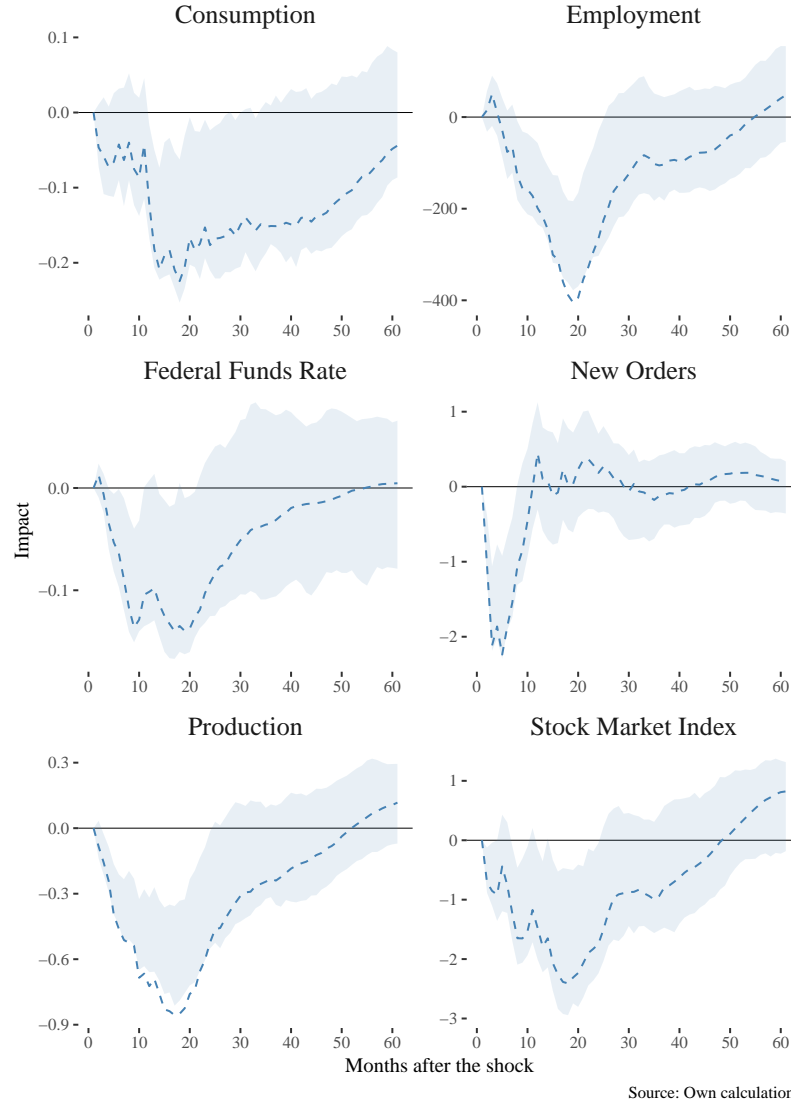 Consumption
Employment
0.1
0.0
−0.1
−0.2
0
−200
−400
0 10 20 30 40 50 60
0 10 20 30 40 50 60
Federal Funds Rate
New Orders
0.0
−0.1
1
0
−1
−2
0 10 20 30 40 50 60
0 10 20 30 40 50 60
Impact
Production
Stock Market Index
0.3
0.0
−0.3
−0.6
−0.9
1
0
−1
−2
−3
0 10 20 30 40 50 60
0 10 20 30 40 50 60
Months after the shock
Source: Own calculation